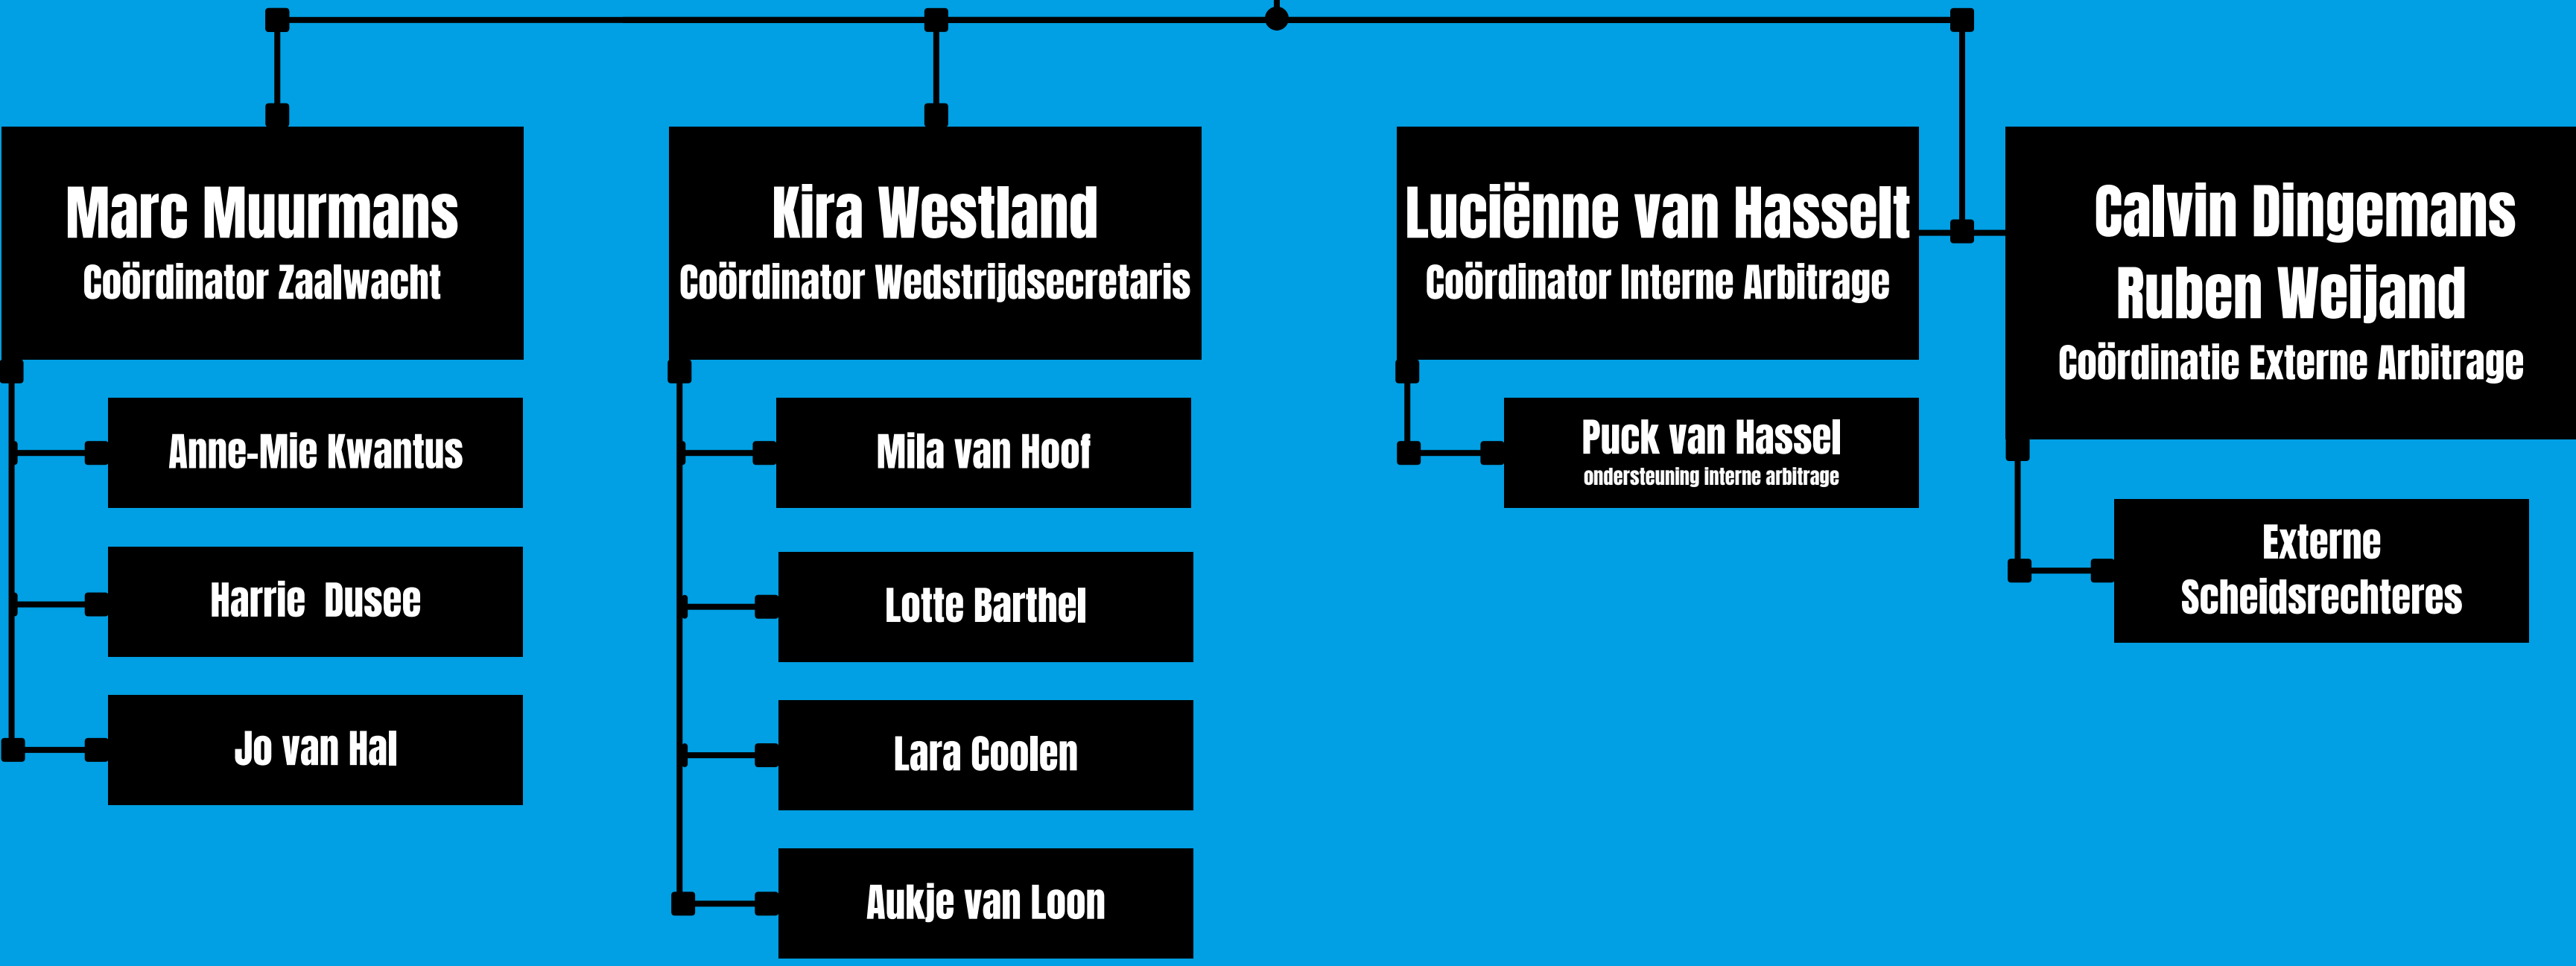 Marc Muurmans
Coördinator Zaalwacht
Anne-Mie Kwantus
Harrie Dusee
Jo van Hal
Kira Westland
Coördinator Wedstrijdsecretaris
Mila van Hoof
Lotte Barthel
Lara Coolen
Aukje van Loon
Luciënne van Hasselt
Coördinator Interne Arbitrage
Puck van Hassel
ondersteuning interne arbitrage
Calvin Dingemans
Ruben Weijand
Coördinatie Externe Arbitrage
Externe
Scheidsrechteres